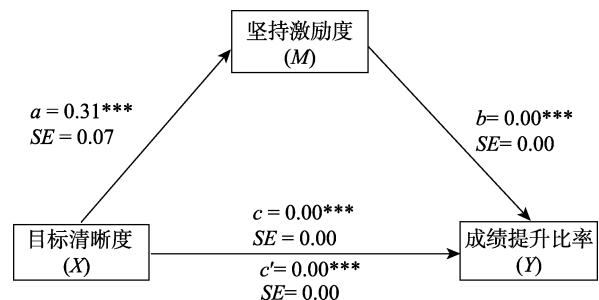 坚持激励度
(M)
a = 0.31***
SE = 0.07
b= 0.00***
SE= 0.00
目标清晰度
(X)
c = 0.00***
SE = 0.00
c′= 0.00***
SE= 0.00
成绩提升比率
(Y)